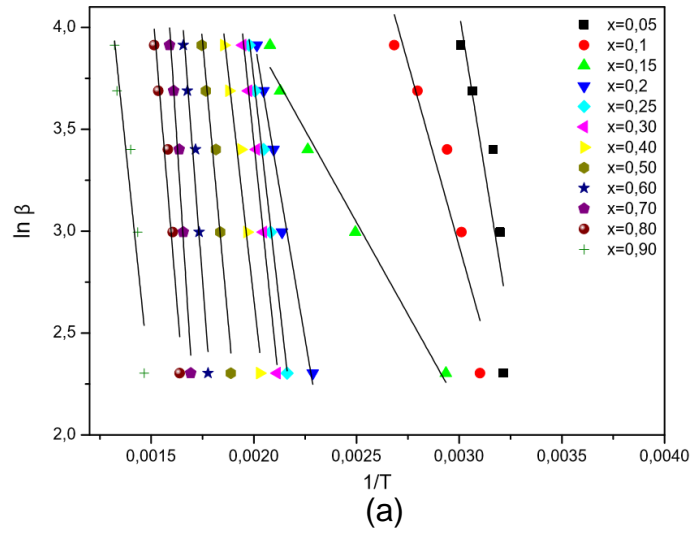 4,0
3,5
3,0
2,5
2,0
ln β
0,0015
0,0020
0,0025
0,0030
0,0035
0,0040
1/T
x=0,05
x=0,1
x=0,15
x=0,2
x=0,25
x=0,30
x=0,40
x=0,50
x=0,60
x=0,70
x=0,80
x=0,90
(a)